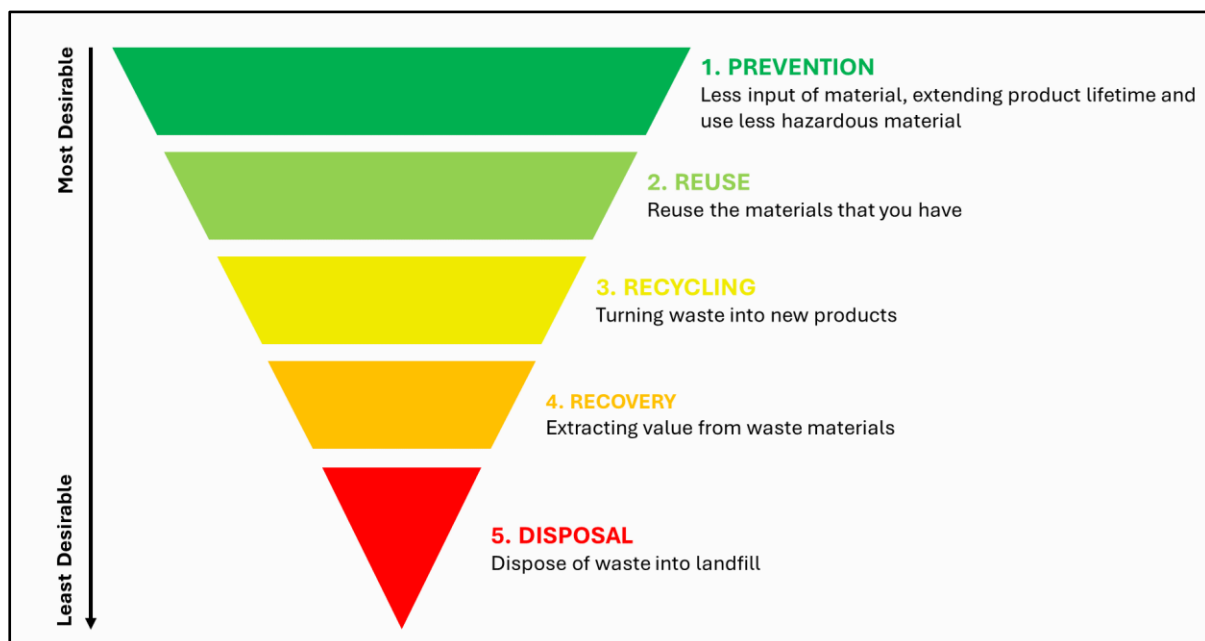 Most Desirable
1. PREVENTION
Less input of material, extending product lifetime and
use less hazardous material
2. REUSE
Reuse the materials that you have
3. RECYCLING
Turning waste into new products
4. RECOVERY
Extracting value from waste materials
Least Desirable
5. DISPOSAL
Dispose of waste into landfill